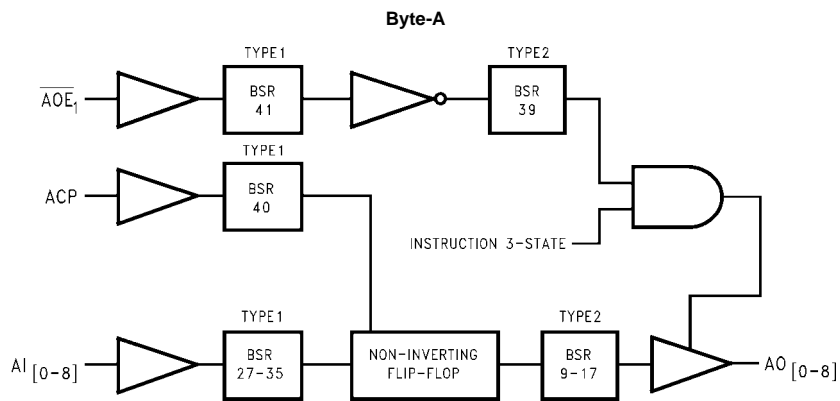 Byte-A
TYPE1
TYPE2
AOE1
BSR
41
BSR
39
TYPE1
ACP
BSR
40
INSTRUCTION 3-STATE
TYPE1
TYPE2
AI[0-8]
BSR
27-35
NON-INVERTING
FLIP-FLOP
BSR
9-17
AO[0-8]